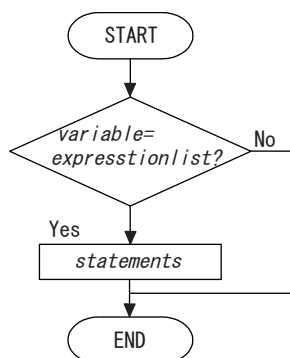 START
variable=
expresstionlist?
No
Yes
statements
END